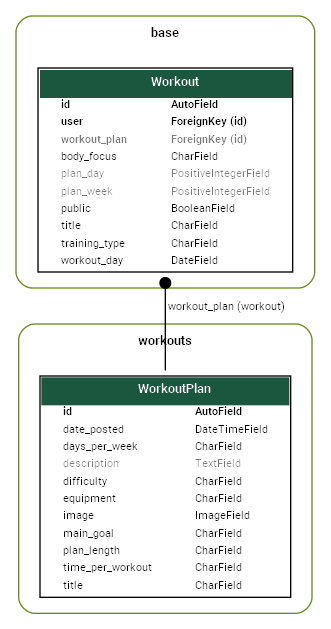 base
Workout
id AutoField
user ForeignKey (id)
workout_plan ForeignKey (id)
body_focus CharField
plan_day PositiveIntegerField
plan_week PositiveIntegerField
public BooleanField
title CharField
training_type CharField
workout_day DateField
workout_plan (workout)
workouts
WorkoutPlan
id AutoField
date_posted DateTimeField
days_per_week CharField
description TextField
difficulty CharField
equipment CharField
image ImageField
main_goal CharField
plan_length CharField
time_per_workout CharField
title CharField